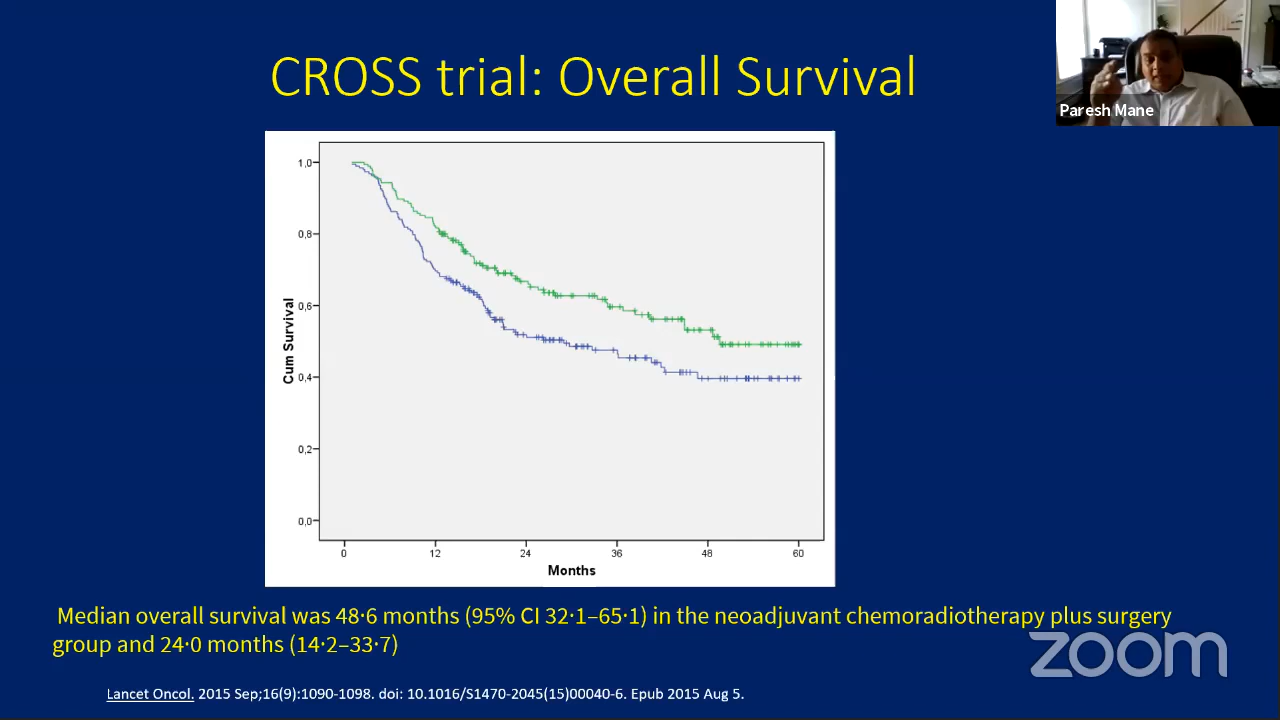 CROSS trial: Overall Survival
Paresh Mane
1,0
0,8
0,6
0,4
0,2
0,0
Cum Survival
0 12 24 36 48 60
Months
Median overall survival was 48·6 months (95% CI 32·1–65·1) in the neoadjuvant chemoradiotherapy plus surgery
group and 24·0 months (14·2–33·7)
zoom
Lancet Oncol. 2015 Sep;16(9):1090-1098. doi: 10.1016/S1470-2045(15)00040-6. Epub 2015 Aug 5.